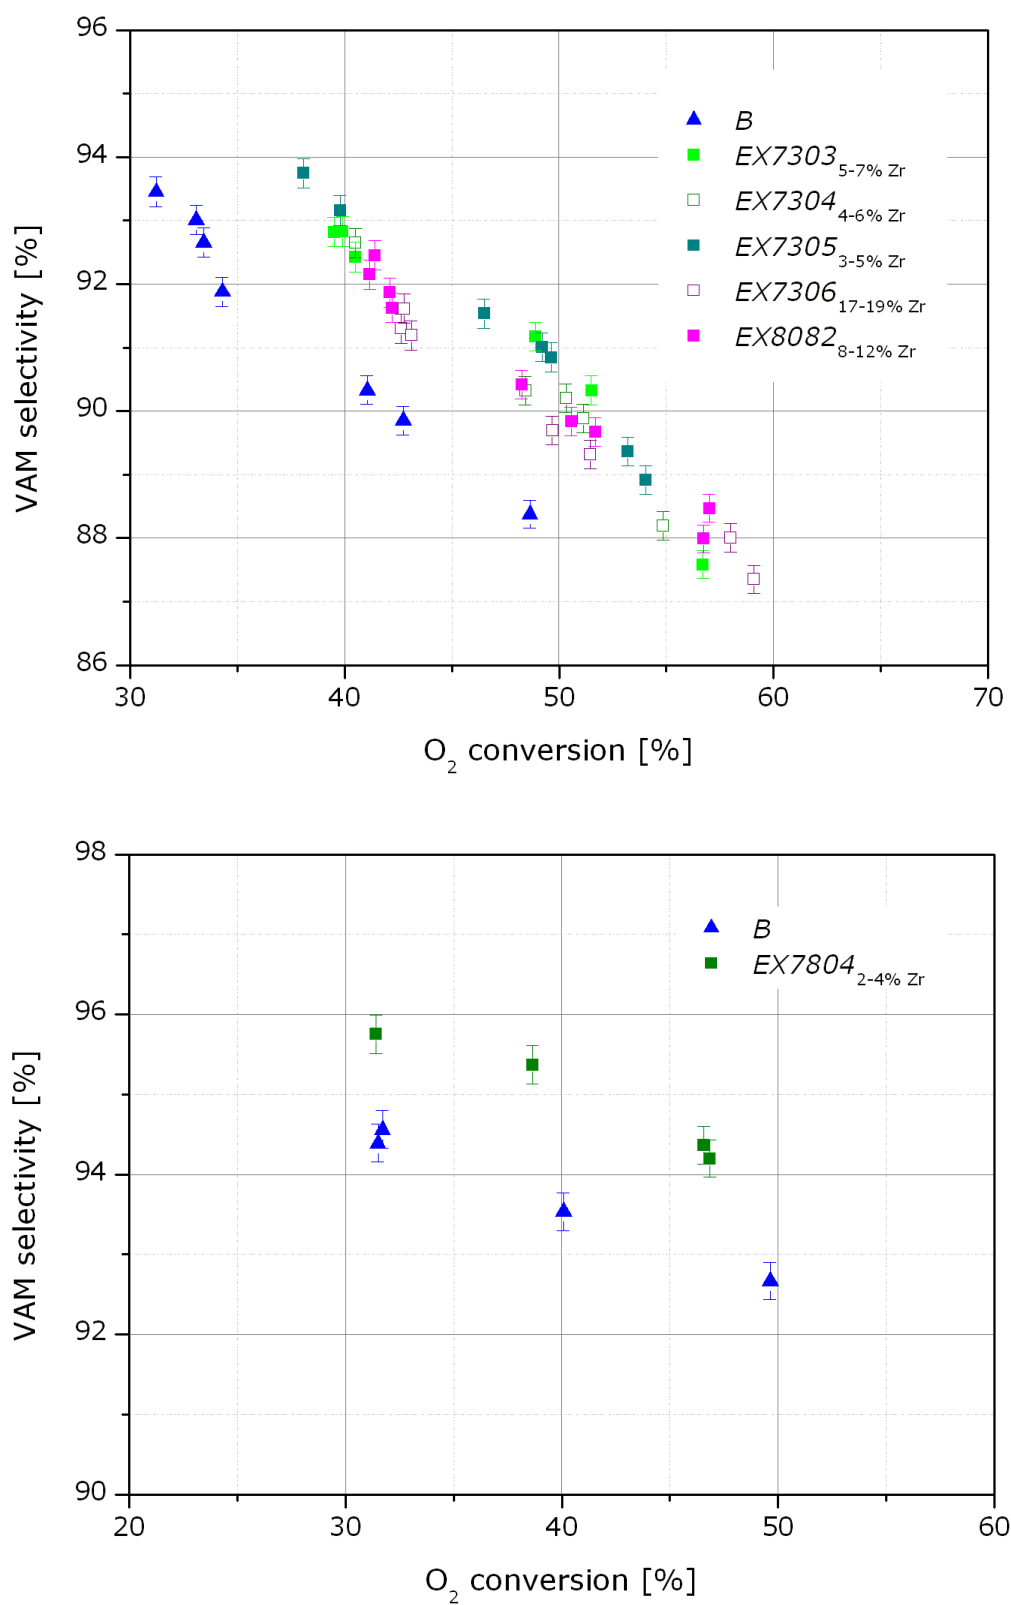 96
94
92
90
88
86
30
40
50
60
70
VAM selectivity [%]
O₂ conversion [%]
B
EX7303 5-7% Zr
EX7304 4-6% Zr
EX7305 3-5% Zr
EX7306 17-19% Zr
EX8082 8-12% Zr
98
96
94
92
90
20
30
40
50
60
VAM selectivity [%]
O₂ conversion [%]
B
EX7804 2-4% Zr